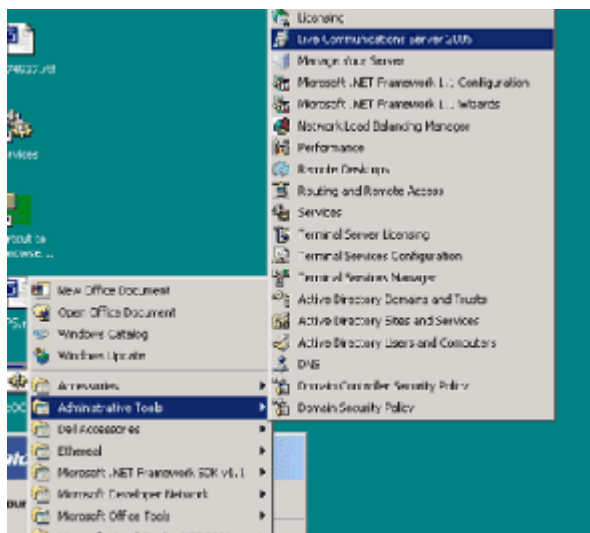 Licensing
Live Communications Server 2005
Manage Your Server
Microsoft .NET Framework 1.1 Configuration
Microsoft .NET Framework 1.1 Wizards
Network Load Balancing Manager
Performance
Remote Desktops
Routing and Remote Access
Services
Terminal Server Licensing
Terminal Services Configuration
Terminal Services Manager
Active Directory Domains and Trusts
Active Directory Sites and Services
Active Directory Users and Computers
DNS
Domain Controller Security Policy
Domain Security Policy
New Office Document
Open Office Document
Windows Catalog
Windows Update
Accessories
Administrative Tools
Dell Accessories
Ethereal
Microsoft .NET Framework SDK v1.1
Microsoft Developer Network
Microsoft Office Tools